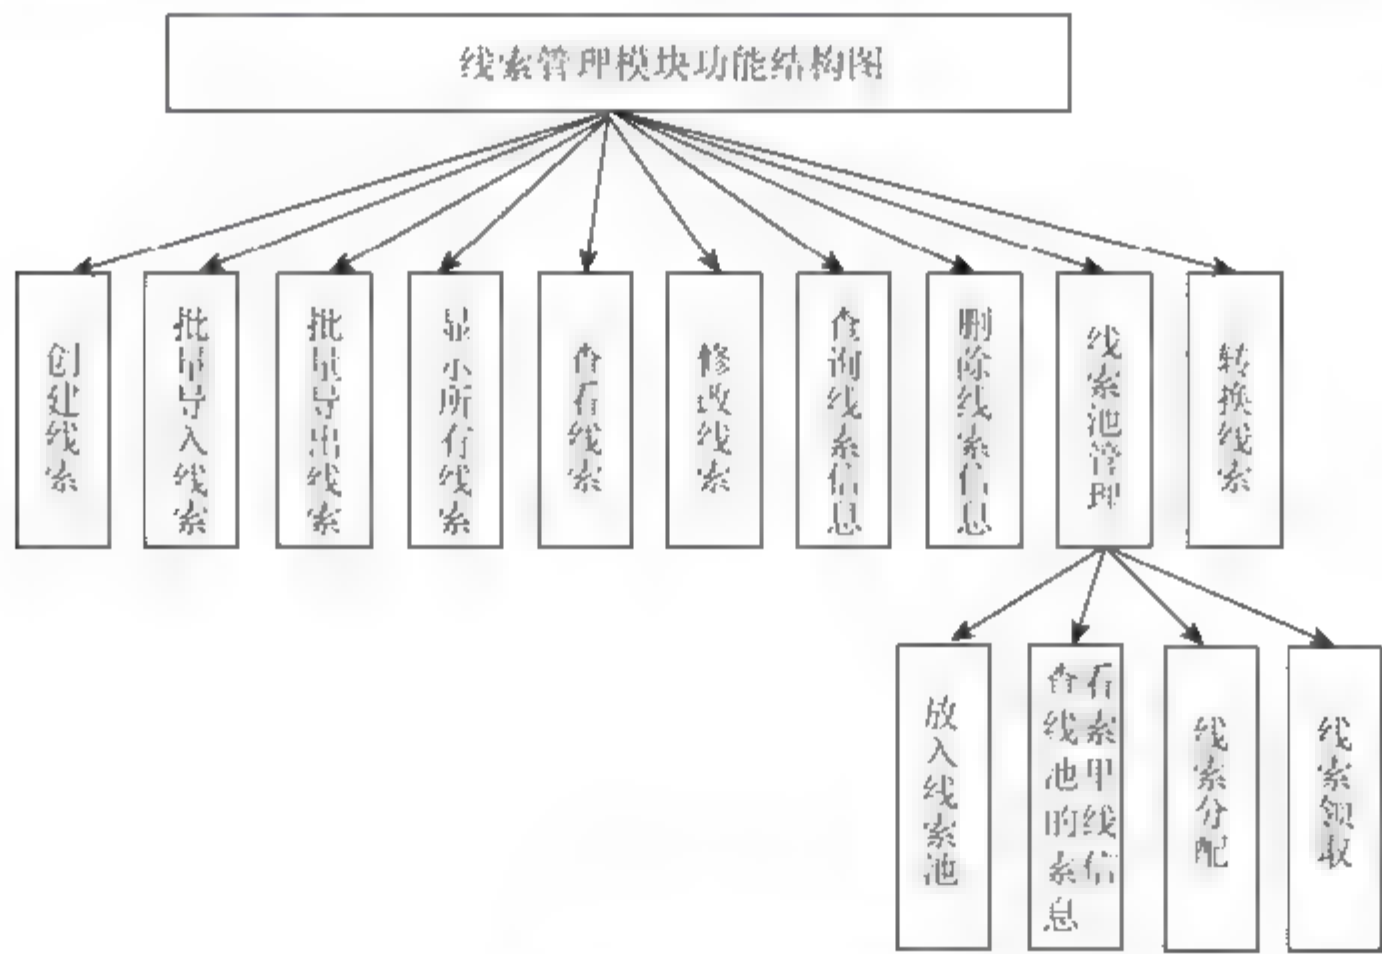 线索管理模块功能结构图
创建线索
批量导入线索
批量导出线索
显示所有线索
查看线索
修改线索
查询线索信息
删除线索信息
线索池管理
转换线索
放入线索池
查看
线索
池中
的线
索信
息
线索分配
线索领取